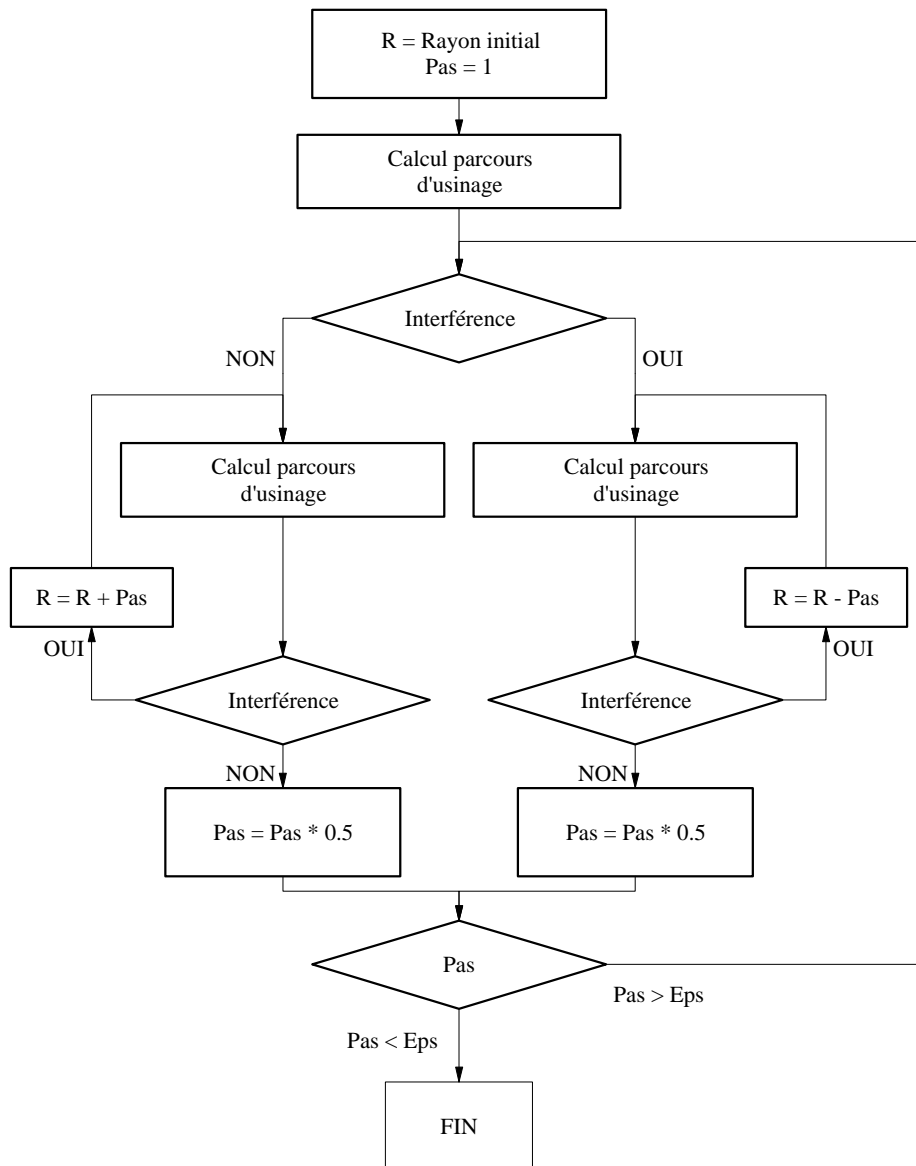 R = Rayon initial
Pas = 1
Calcul parcours
d'usinage
Interférence
NON
OUI
Calcul parcours
d'usinage
Calcul parcours
d'usinage
R = R + Pas
R = R - Pas
OUI
OUI
Interférence
Interférence
NON
NON
Pas = Pas * 0.5
Pas = Pas * 0.5
Pas
Pas > Eps
Pas < Eps
FIN